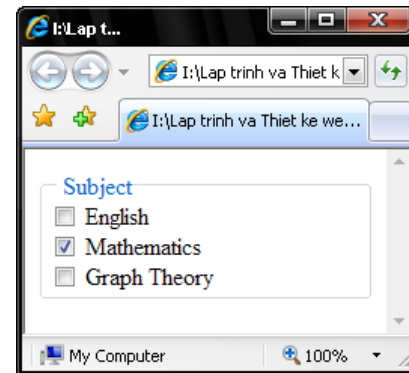 I:\Lap t...
I:\Lap trinh va Thiet k
I:\Lap trinh va Thiet ke we...
Subject
English
Mathematics
Graph Theory
My Computer
100%